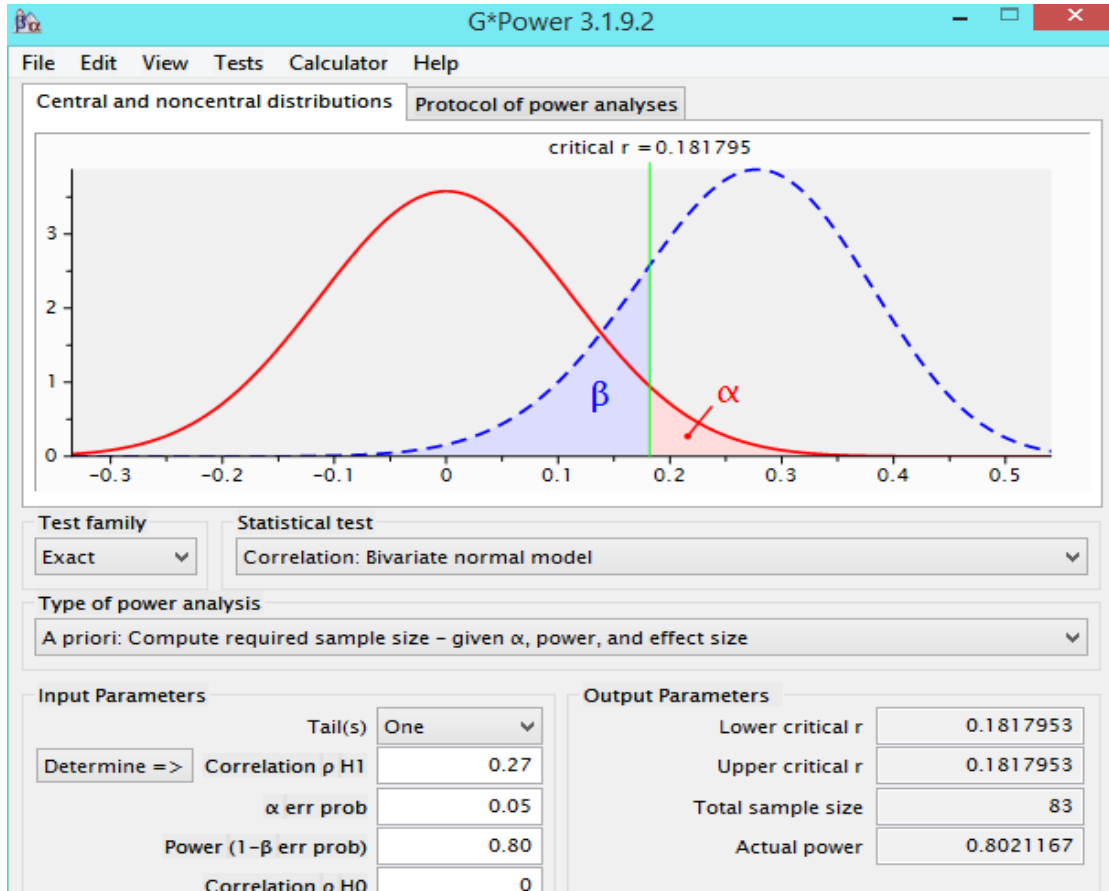 βα G*Power 3.1.9.2
File Edit View Tests Calculator Help
Central and noncentral distributions Protocol of power analyses
critical r = 0.181795
3
2
1
0
β
α
-0.3 -0.2 -0.1 0 0.1 0.2 0.3 0.4 0.5
Test family Statistical test
Exact Correlation: Bivariate normal model
Type of power analysis
A priori: Compute required sample size – given α, power, and effect size
Input Parameters Output Parameters
Tail(s) One Lower critical r 0.1817953
Determine => Correlation ρ H1 0.27 Upper critical r 0.1817953
α err prob 0.05 Total sample size 83
Power (1-β err prob) 0.80 Actual power 0.8021167
Correlation ρ H0 0